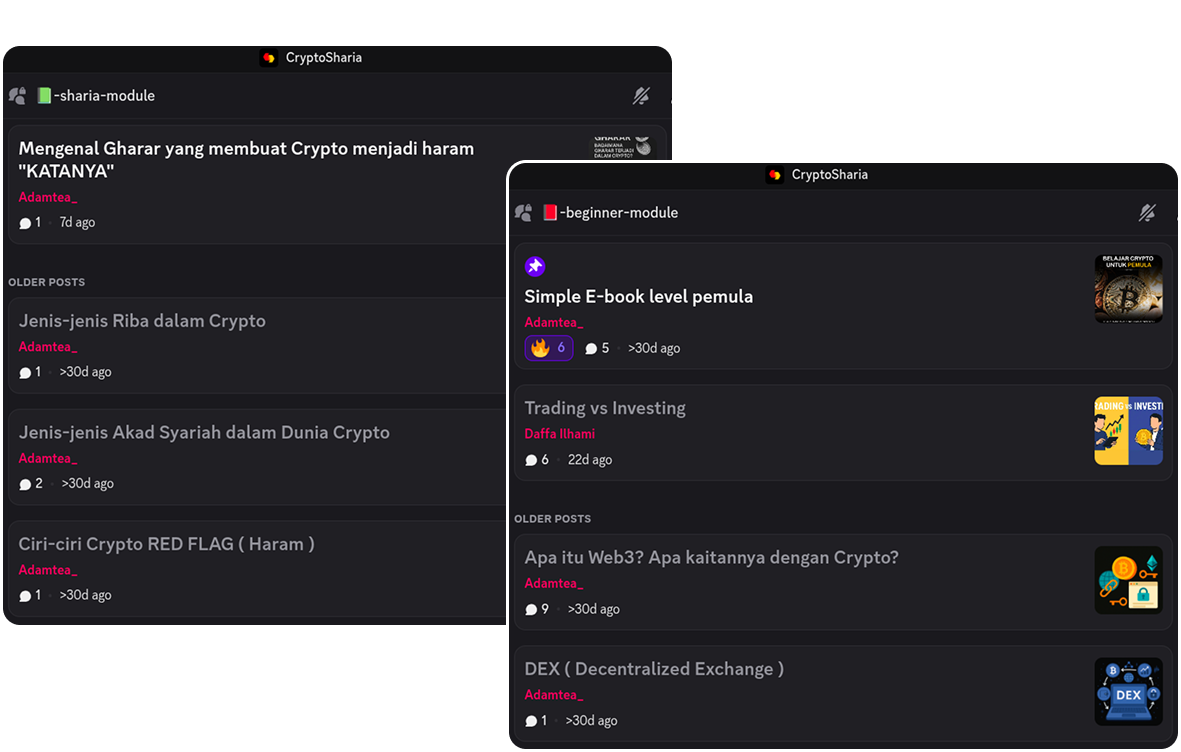 CryptoSharia
-sharia-module
Mengenal Gharar yang membuat Crypto menjadi haram
"KATANYA"
Adamtea_
1 · 7d ago
GHARAR
BAGAIMANA
GHARAR TERJADI
DALAM CRYPTO?
OLDER POSTS
Jenis-jenis Riba dalam Crypto
Adamtea_
1 · >30d ago
Jenis-jenis Akad Syariah dalam Dunia Crypto
Adamtea_
2 · >30d ago
Ciri-ciri Crypto RED FLAG ( Haram )
Adamtea_
1 · >30d ago
CryptoSharia
-beginner-module
Simple E-book level pemula
Adamtea_
6 5 · >30d ago
BELAJAR CRYPTO
UNTUK PEMULA
Trading vs Investing
Daffa Ilhami
6 · 22d ago
RADING vs INVESTI
OLDER POSTS
Apa itu Web3? Apa kaitannya dengan Crypto?
Adamtea_
9 · >30d ago
DEX ( Decentralized Exchange )
Adamtea_
1 · >30d ago
DEX